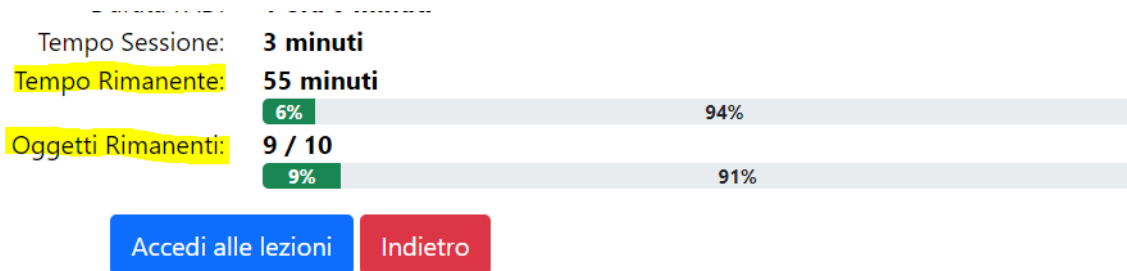 Tempo Sessione: 3 minuti
Tempo Rimanente: 55 minuti
6% 94%
Oggetti Rimanenti: 9 / 10
9% 91%
Accedi alle lezioni Indietro